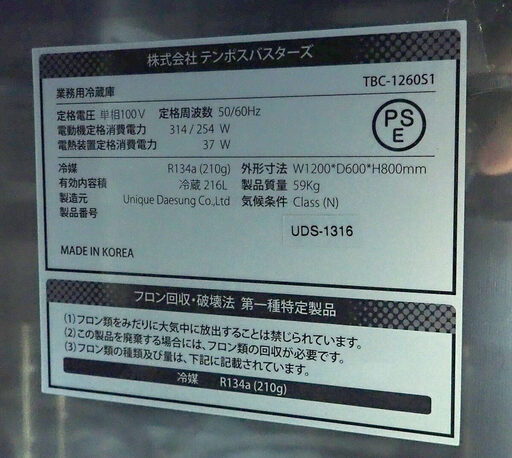 株式会社 テンポスバスターズ
業務用冷蔵庫 TBC-1260S1
定格電圧 単相100V 定格周波数 50/60Hz
電動機定格消費電力 314 / 254 W
電熱装置定格消費電力 37 W
PS
E
冷媒 R134a (210g) 外形寸法 W1200*D600*H800mm
有効内容積 冷蔵 216L 製品質量 59Kg
製造元 Unique Daesung Co.,Ltd 気候条件 Class (N)
製品番号 UDS-1316
MADE IN KOREA
フロン回収・破壊法 第一種特定製品
(1)フロン類をみだりに大気中に放出することは禁じられています。
(2)この製品を廃棄する場合には、フロン類の回収が必要です。
(3)フロン類の種類及び量は、下記に記載されています。
冷媒 R134a (210g)